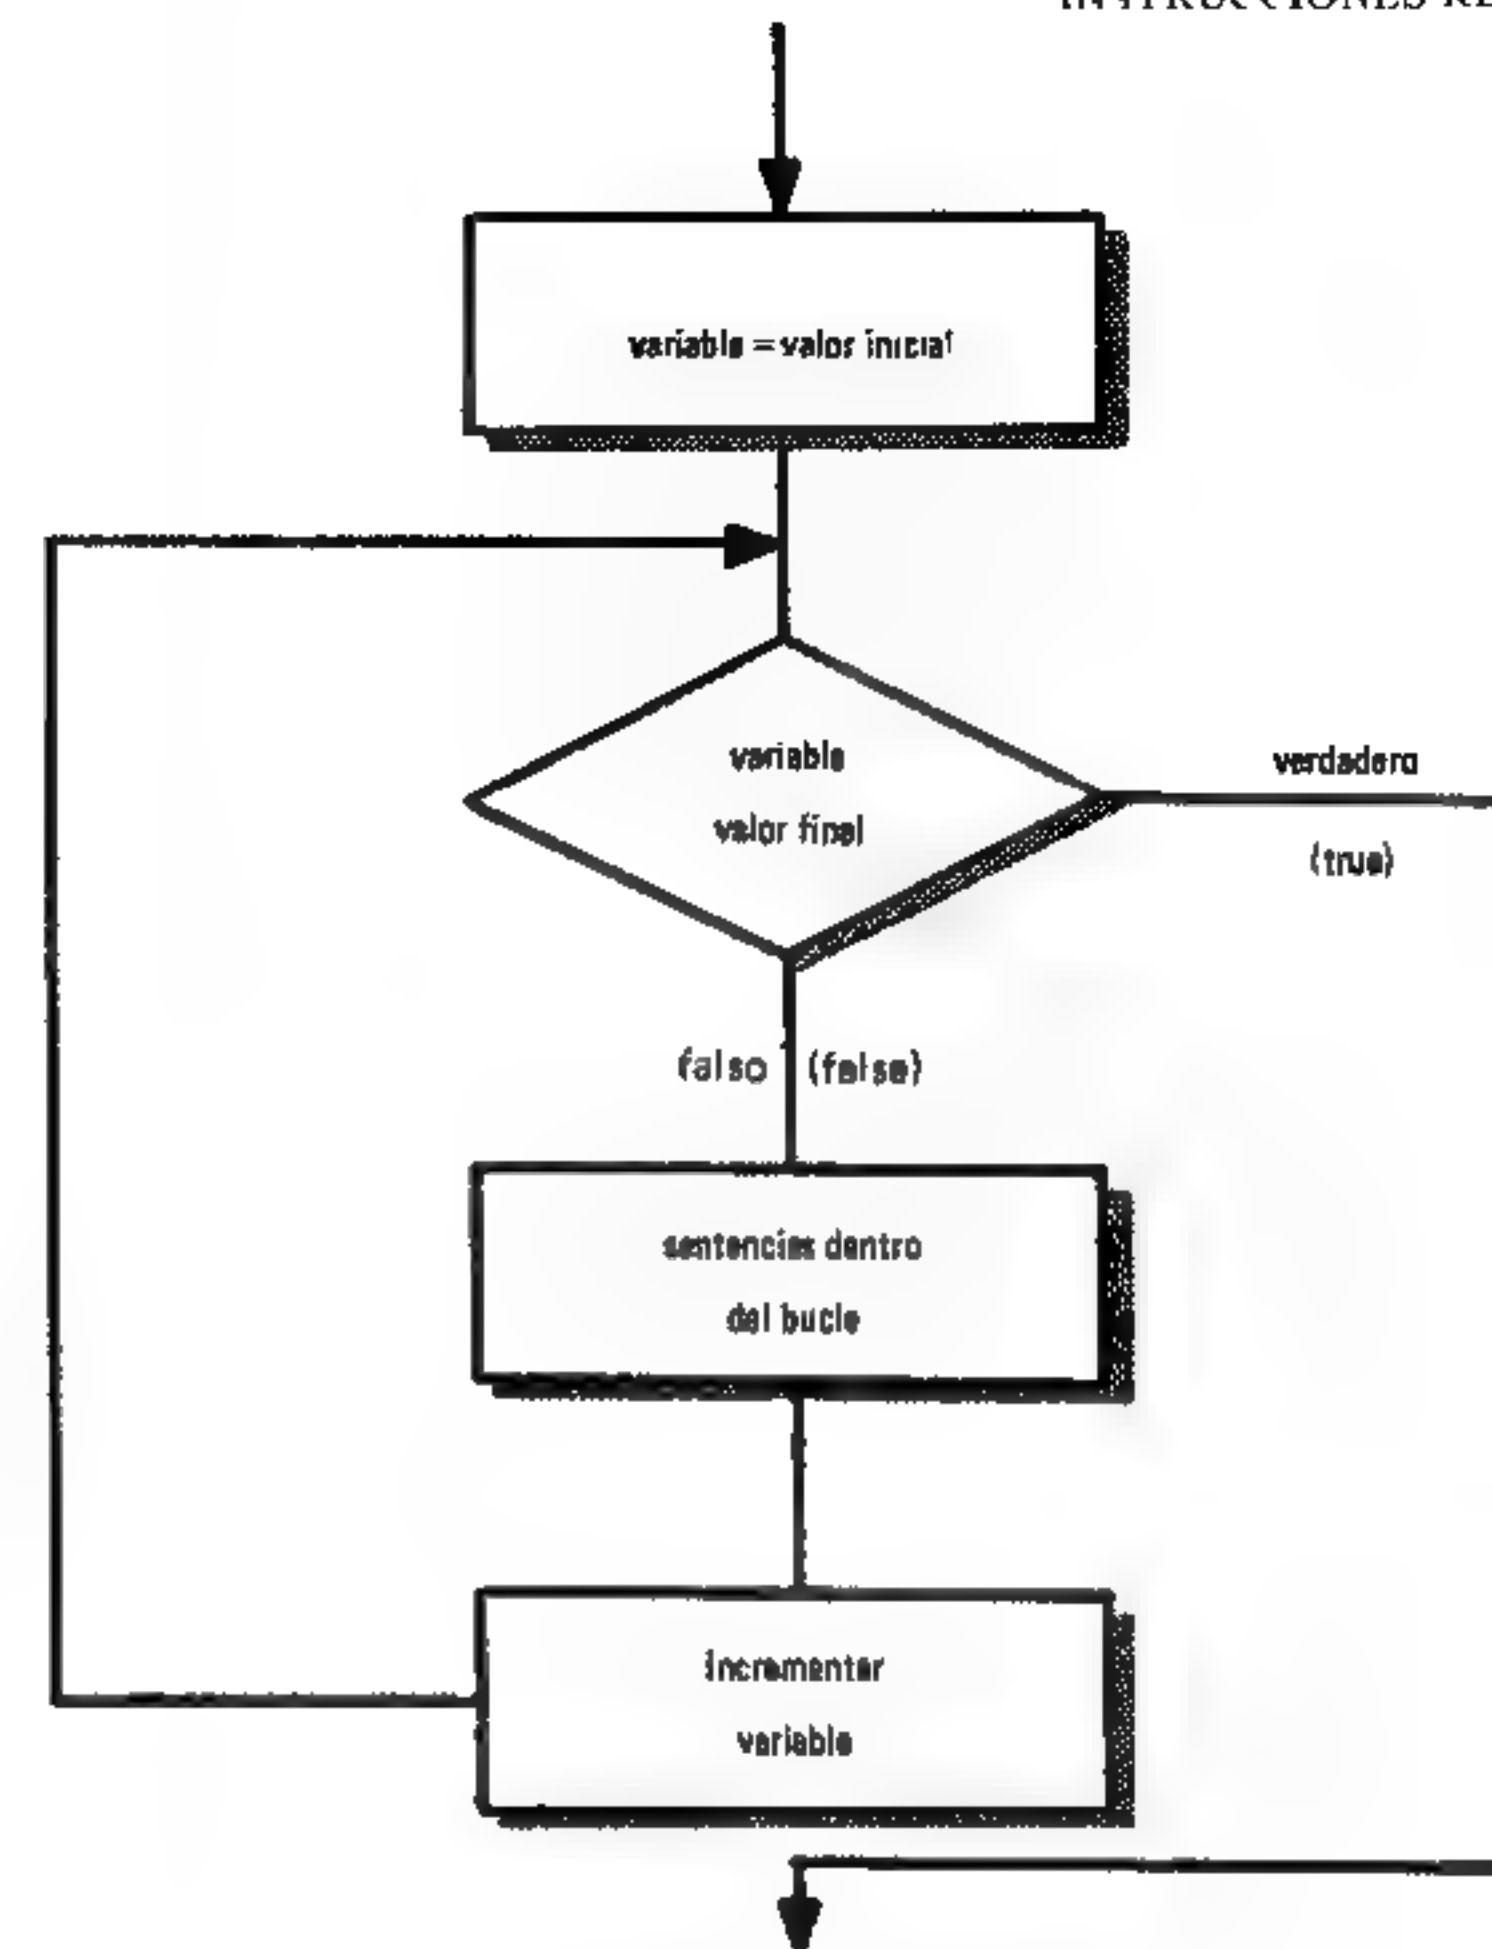 variable = valor inicial
variable
valor final
verdadero
(true)
falso (false)
sentencias dentro
del bucle
Incrementar
variable